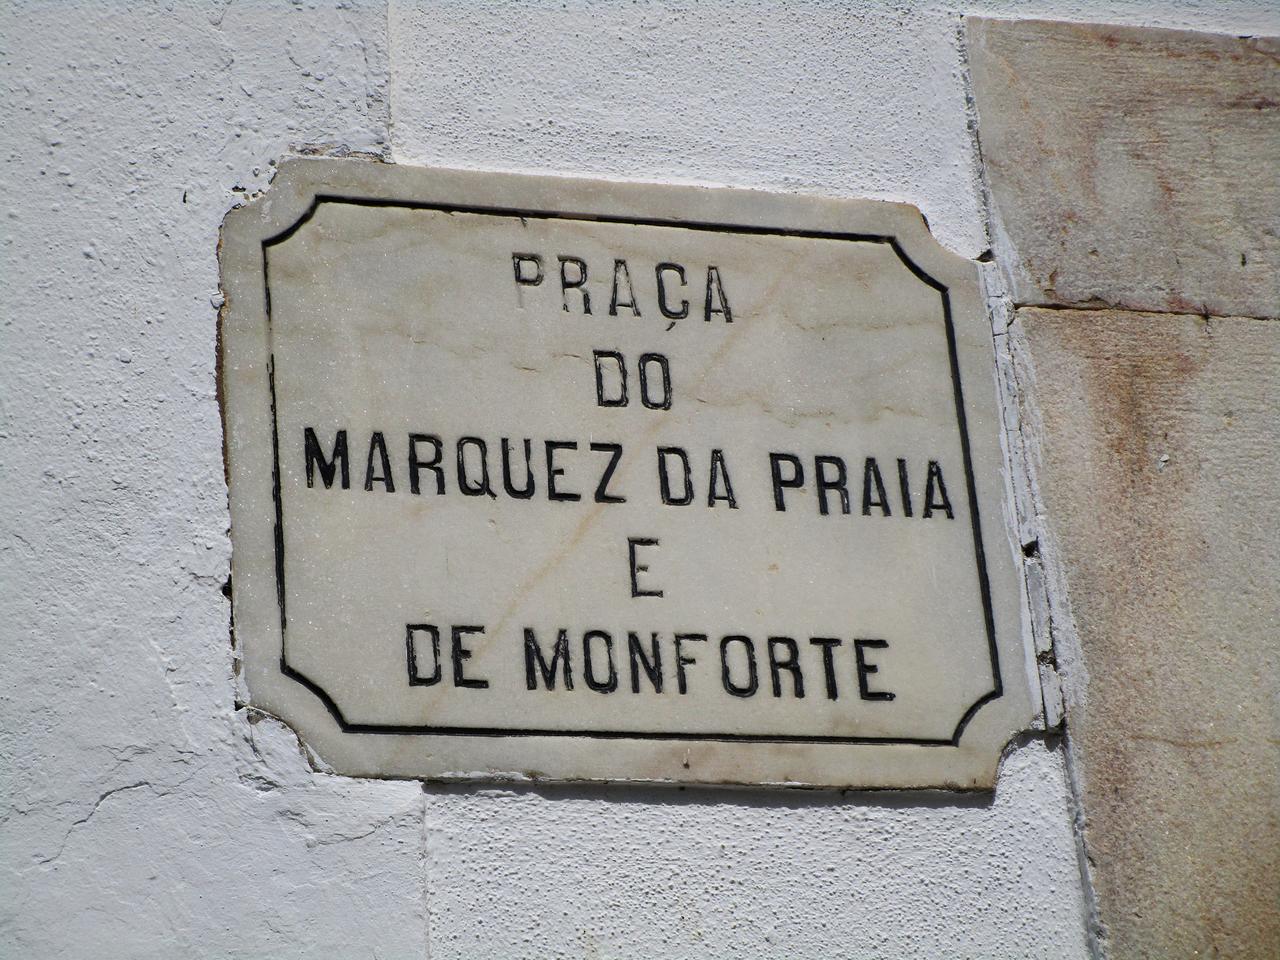 PRAÇA
DO
MARQUEZ DA PRAIA
E
DE MONFORTE